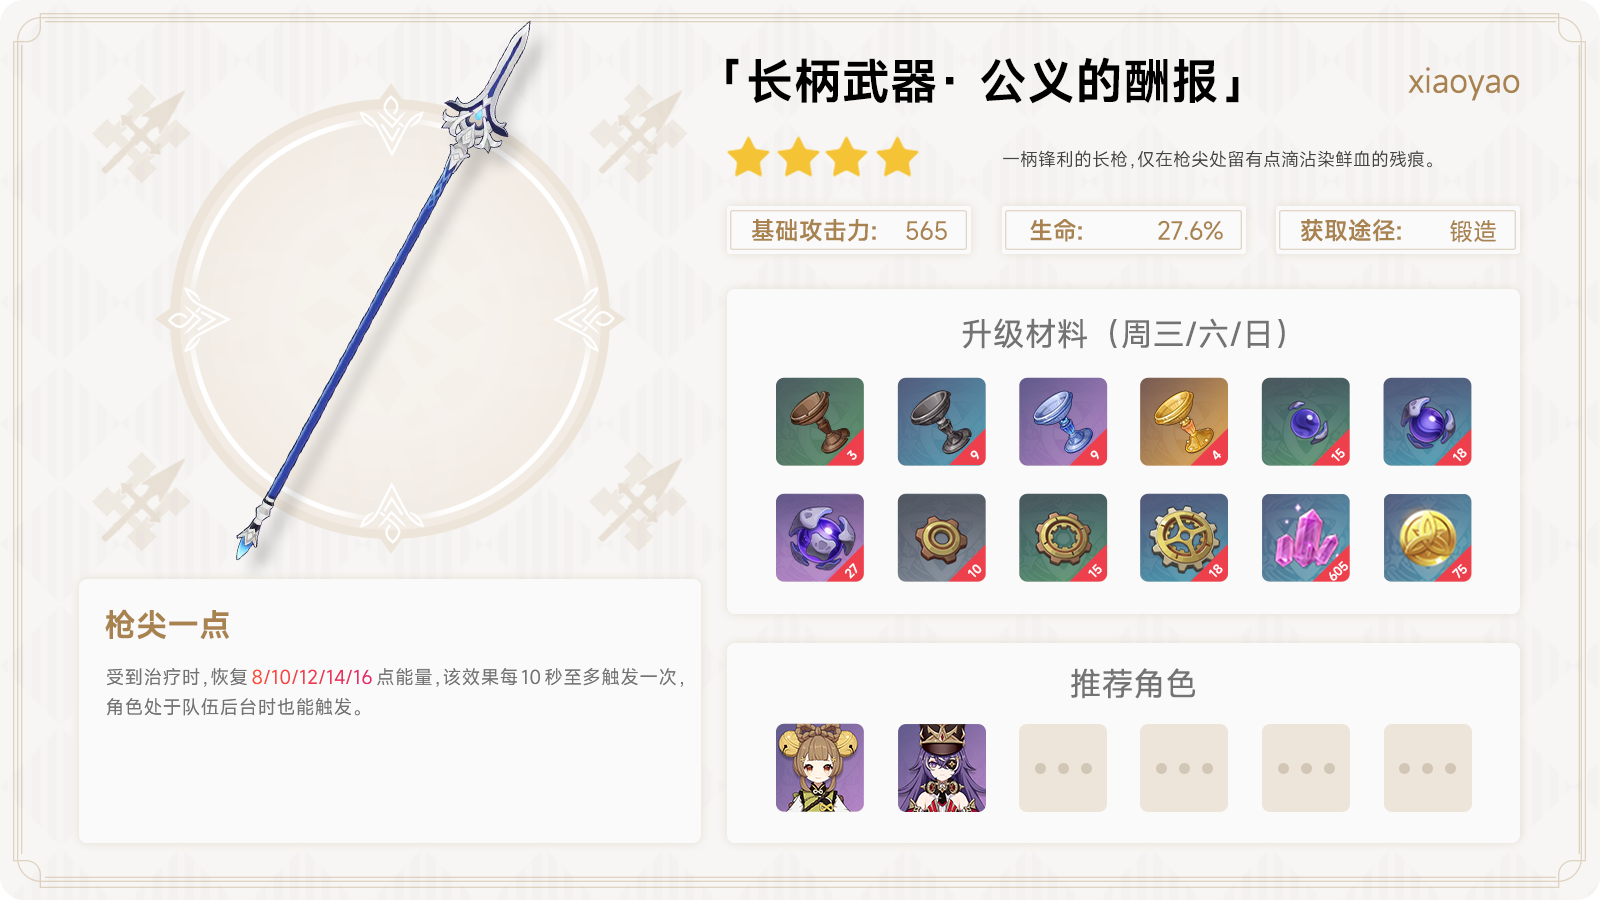 「长柄武器· 公义的酬报」
xiaoyao
一柄锋利的长枪,仅在枪尖处留有点滴沾染鲜血的残痕。
基础攻击力: 565
生命: 27.6%
获取途径: 锻造
升级材料（周三/六/日）
3
9
9
4
15
18
27
10
15
18
605
75
枪尖一点
受到治疗时,恢复 8/10/12/14/16 点能量,该效果每10秒至多触发一次,
角色处于队伍后台时也能触发。
推荐角色